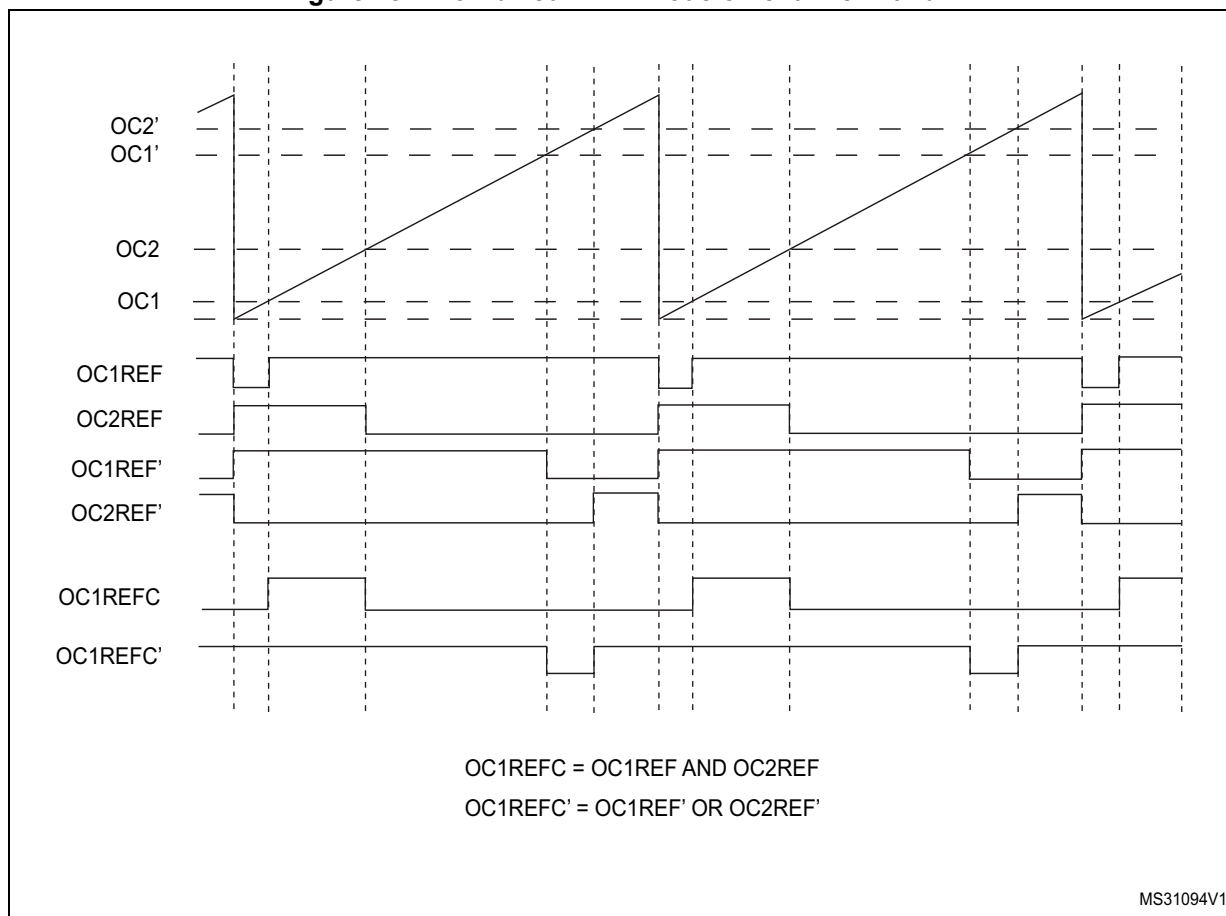 OC2’
OC1’
OC2
OC1
OC1REF
OC2REF
OC1REF’
OC2REF’
OC1REFC
OC1REFC’
OC1REFC = OC1REF AND OC2REF
OC1REFC’ = OC1REF’ OR OC2REF’
MS31094V1